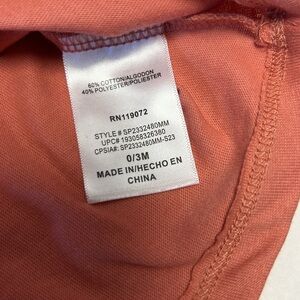 60% COTTON/ALGODON
40% POLYESTER/POLIESTER
RN119072
STYLE # SP2332480MM
UPC# 193058326380
CPSIA#: SP2332480MM-S23
0/3M
MADE IN/HECHO EN
CHINA